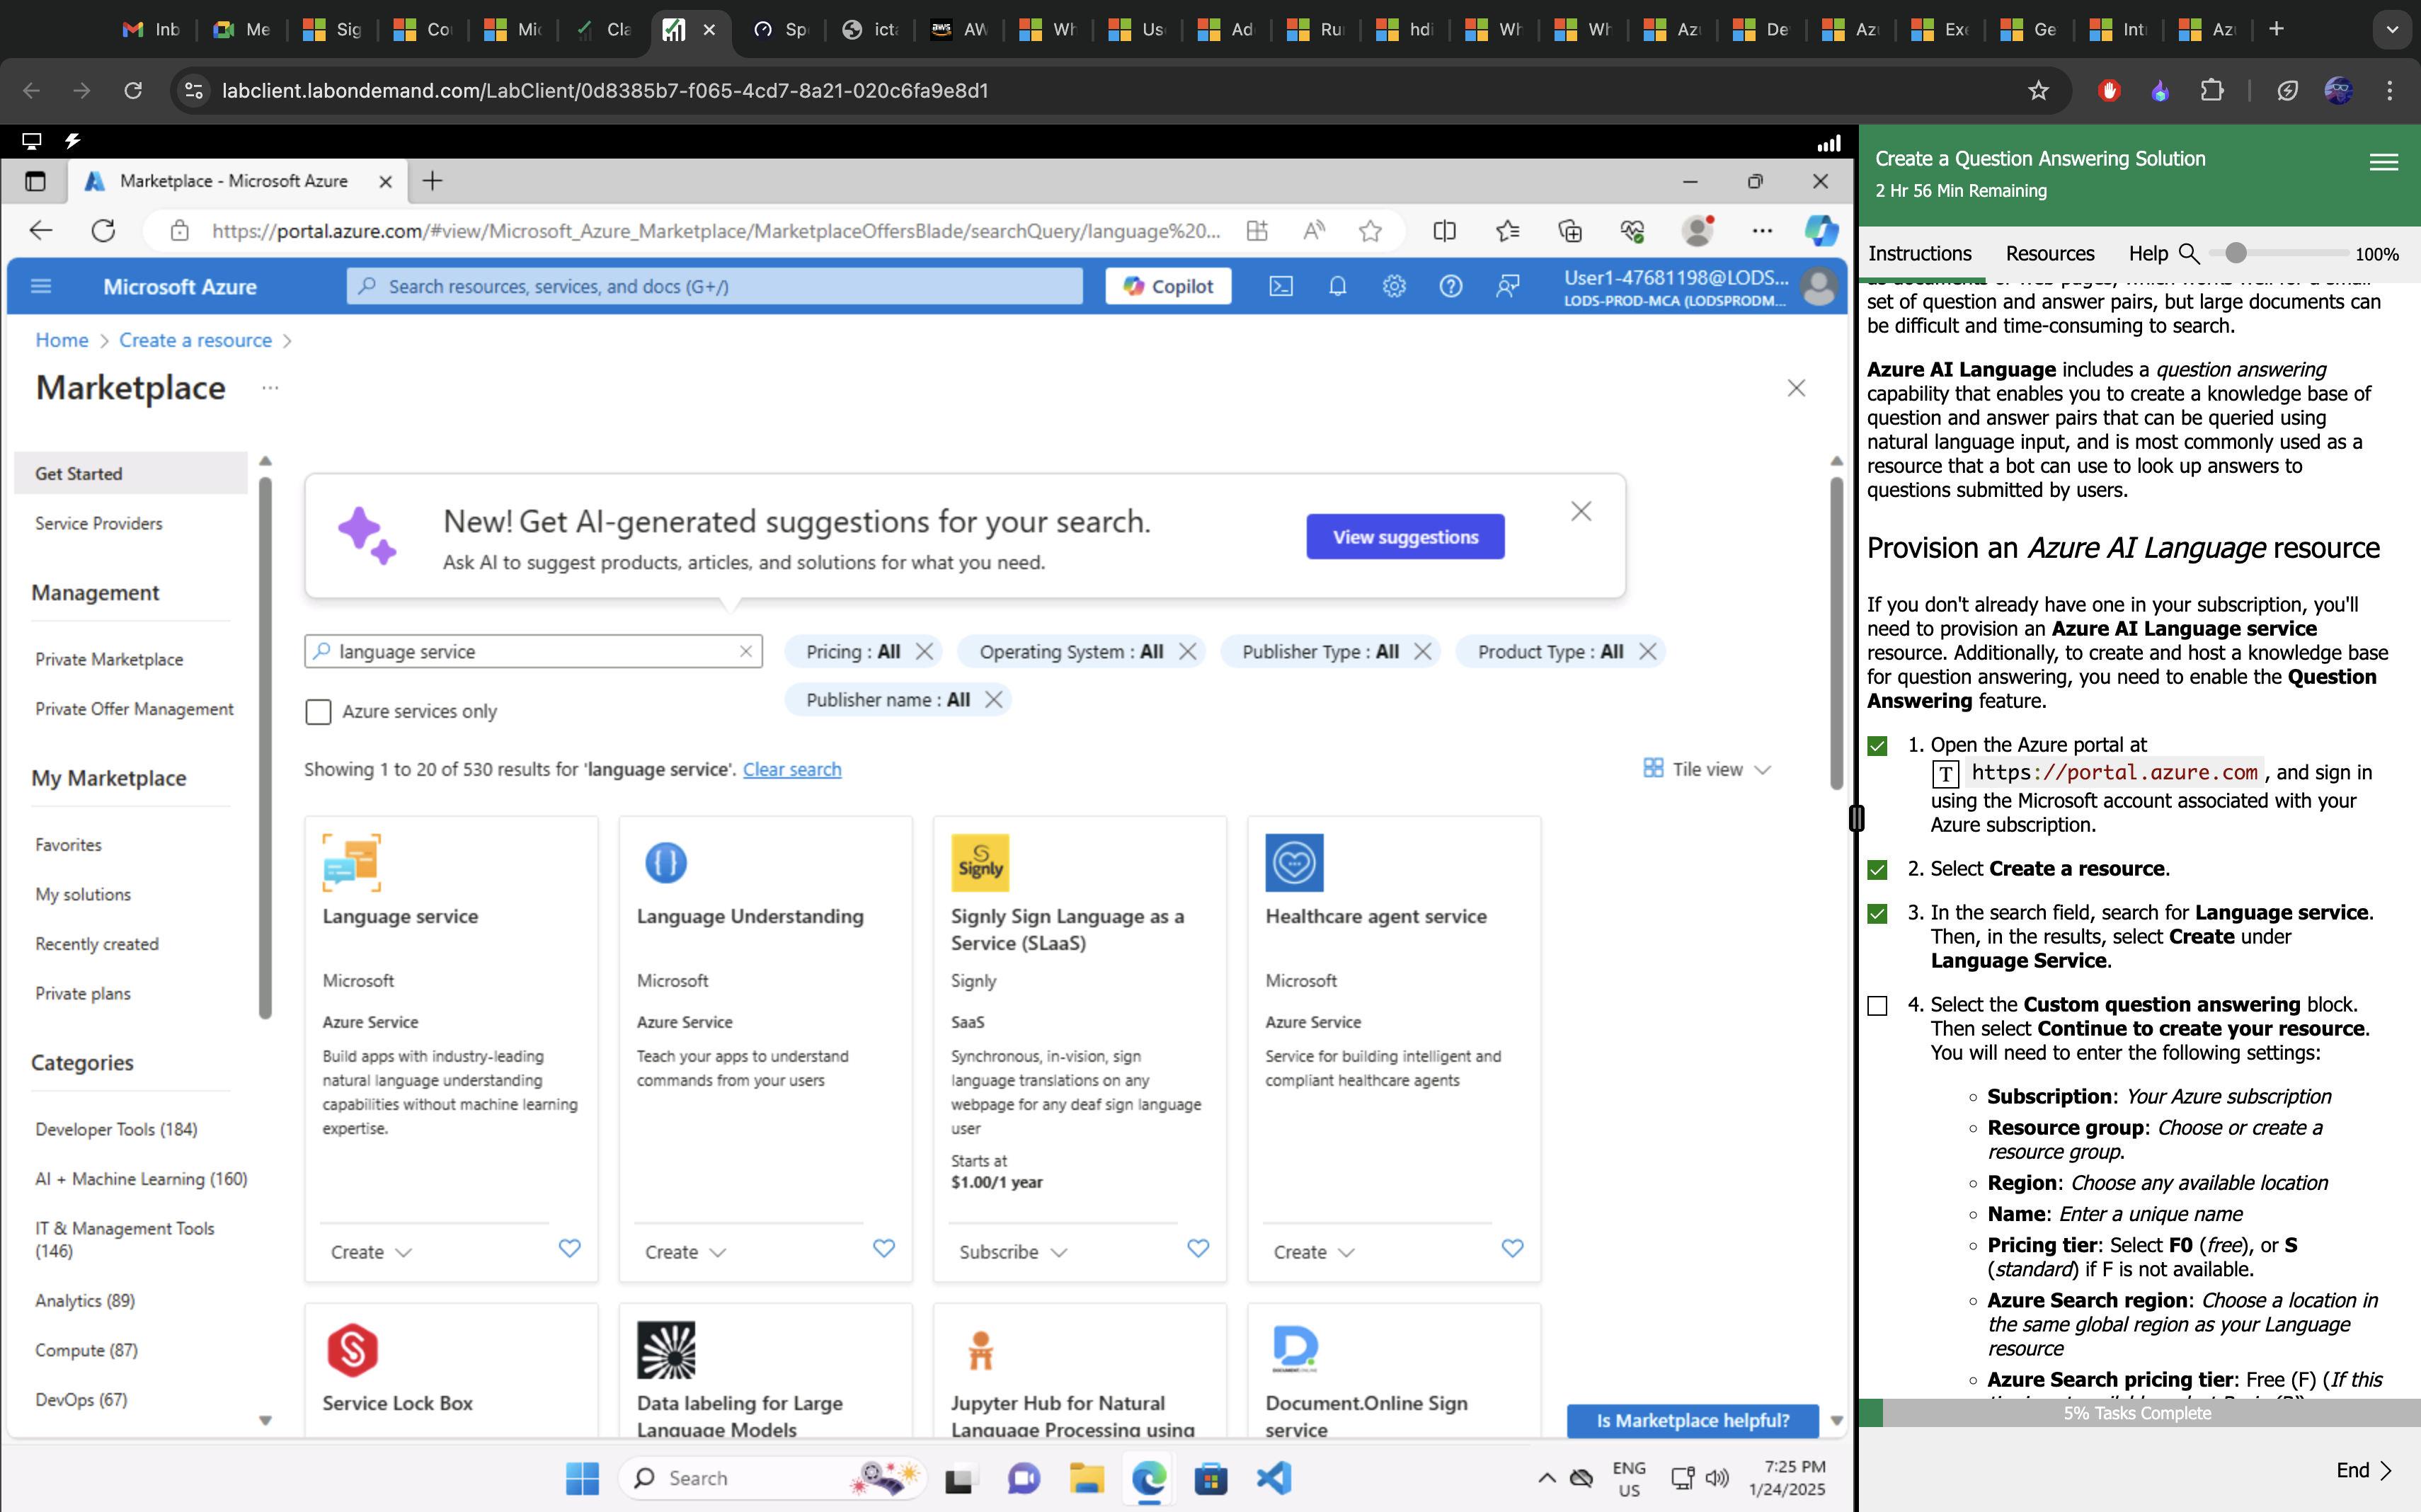 Inb
Me
Sig
Co
Mic
Cla
Sp
icta
AW
Wh
Us
Ad
Ru
hdi
Wh
Wh
Azu
De
Az
Exe
Ge
Int
Az
labclient.labondemand.com/LabClient/0d8385b7-f065-4cd7-8a21-020c6fa9e8d1
Marketplace - Microsoft Azure
https://portal.azure.com/#view/Microsoft_Azure_Marketplace/MarketplaceOffersBlade/searchQuery/language%20...
Microsoft Azure
Search resources, services, and docs (G+/)
Copilot
User1-47681198@LODS...
LODS-PROD-MCA (LODSPRODM...
Home > Create a resource >
Marketplace ...
Get Started
Service Providers
Management
Private Marketplace
Private Offer Management
My Marketplace
Favorites
My solutions
Recently created
Private plans
Categories
Developer Tools (184)
AI + Machine Learning (160)
IT & Management Tools
(146)
Analytics (89)
Compute (87)
DevOps (67)
New! Get AI-generated suggestions for your search.
Ask AI to suggest products, articles, and solutions for what you need.
View suggestions
language service
Pricing : All
Operating System : All
Publisher Type : All
Product Type : All
Publisher name : All
Azure services only
Showing 1 to 20 of 530 results for 'language service'. Clear search
Tile view
Language service
Microsoft
Azure Service
Build apps with industry-leading
natural language understanding
capabilities without machine learning
expertise.
Create
Language Understanding
Microsoft
Azure Service
Teach your apps to understand
commands from your users
Create
Signly
Signly Sign Language as a
Service (SLaaS)
Signly
SaaS
Synchronous, in-vision, sign
language translations on any
webpage for any deaf sign language
user
Starts at
$1.00/1 year
Subscribe
Healthcare agent service
Microsoft
Azure Service
Service for building intelligent and
compliant healthcare agents
Create
Service Lock Box
Data labeling for Large
Language Models
Jupyter Hub for Natural
Language Processing using
Document.Online Sign
service
Is Marketplace helpful?
Search
ENG
US
7:25 PM
1/24/2025
Create a Question Answering Solution
2 Hr 56 Min Remaining
Instructions
Resources
Help
100%
set of question and answer pairs, but large documents can
be difficult and time-consuming to search.
Azure AI Language includes a question answering
capability that enables you to create a knowledge base of
question and answer pairs that can be queried using
natural language input, and is most commonly used as a
resource that a bot can use to look up answers to
questions submitted by users.
Provision an Azure AI Language resource
If you don't already have one in your subscription, you'll
need to provision an Azure AI Language service
resource. Additionally, to create and host a knowledge base
for question answering, you need to enable the Question
Answering feature.
1. Open the Azure portal at
T https://portal.azure.com, and sign in
using the Microsoft account associated with your
Azure subscription.
2. Select Create a resource.
3. In the search field, search for Language service.
Then, in the results, select Create under
Language Service.
4. Select the Custom question answering block.
Then select Continue to create your resource.
You will need to enter the following settings:
Subscription: Your Azure subscription
Resource group: Choose or create a
resource group.
Region: Choose any available location
Name: Enter a unique name
Pricing tier: Select F0 (free), or S
(standard) if F is not available.
Azure Search region: Choose a location in
the same global region as your Language
resource
Azure Search pricing tier: Free (F) (If this
5% Tasks Complete
End